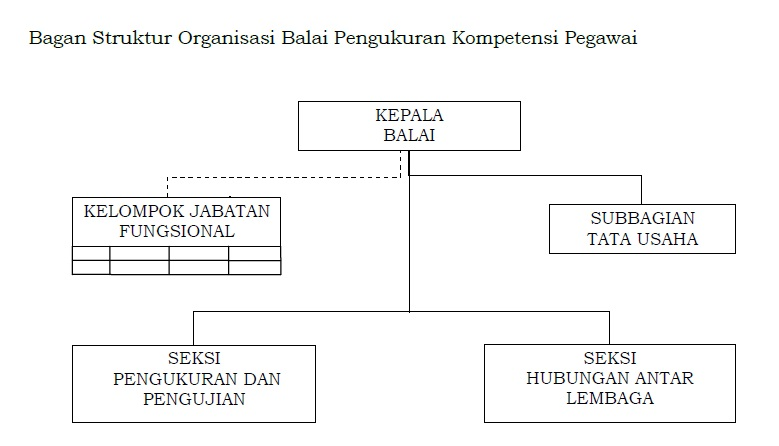 Bagan Struktur Organisasi Balai Pengukuran Kompetensi Pegawai
KEPALA
BALAI
KELOMPOK JABATAN
FUNGSIONAL
SUBBAGIAN
TATA USAHA
SEKSI
PENGUKURAN DAN
PENGUJIAN
SEKSI
HUBUNGAN ANTAR
LEMBAGA